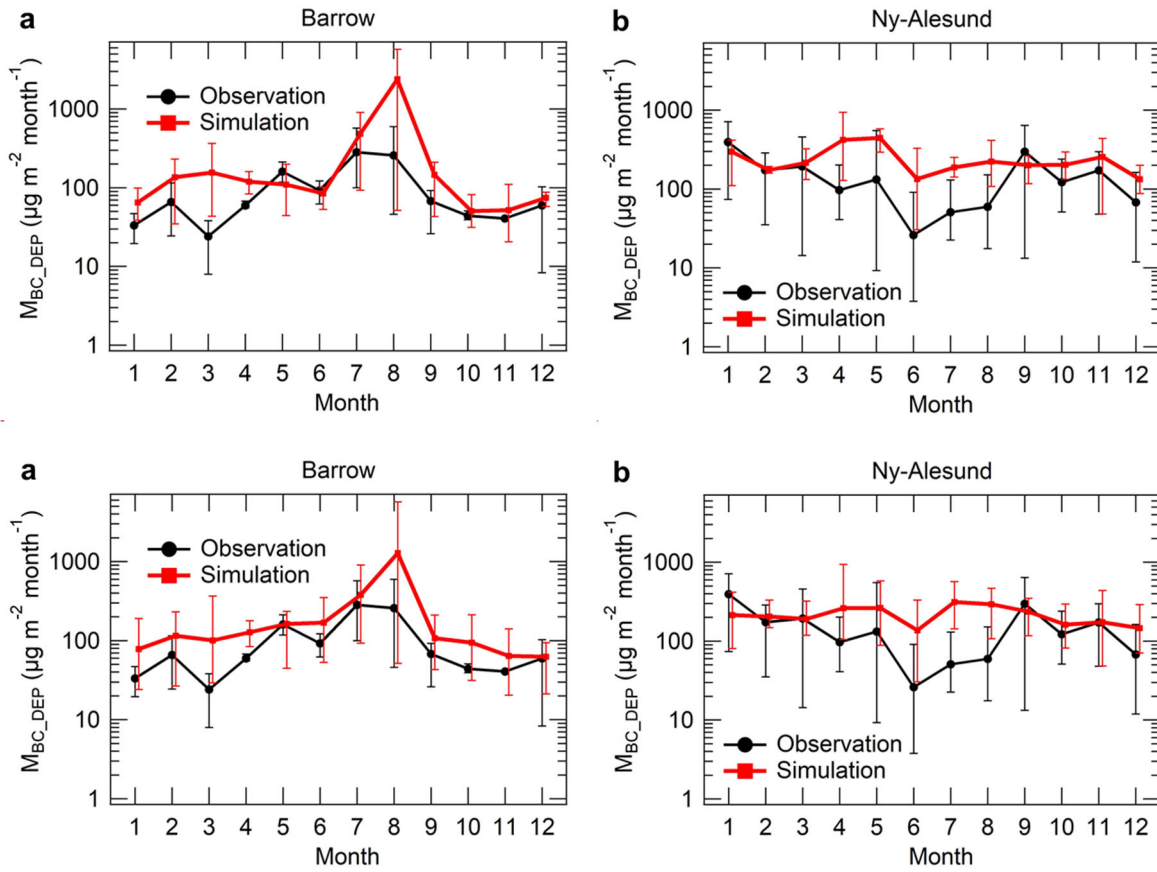 a
Barrow
M_BC_DEP (µg m⁻² month⁻¹)
1000
100
10
1
Observation
Simulation
1 2 3 4 5 6 7 8 9 10 11 12
Month
b
Ny-Alesund
M_BC_DEP (µg m⁻² month⁻¹)
1000
100
10
1
Observation
Simulation
1 2 3 4 5 6 7 8 9 10 11 12
Month
a
Barrow
M_BC_DEP (µg m⁻² month⁻¹)
1000
100
10
1
Observation
Simulation
1 2 3 4 5 6 7 8 9 10 11 12
Month
b
Ny-Alesund
M_BC_DEP (µg m⁻² month⁻¹)
1000
100
10
1
Observation
Simulation
1 2 3 4 5 6 7 8 9 10 11 12
Month